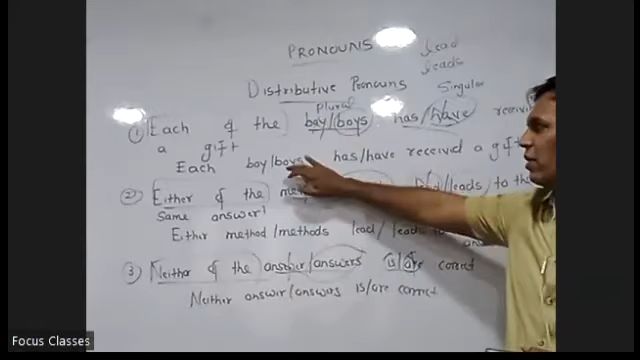 PRONOUNS
lead
leads
Distributive Pronouns
Singular
Plural
① Each of the boy/boys has/have
a gift
Each boy/boys has/have received a gift
② Either of the /leads to the
same answer
Either method/methods lead/
③ Neither of the answer/answers is/are correct
Neither answer/answers is/are correct
Focus Classes